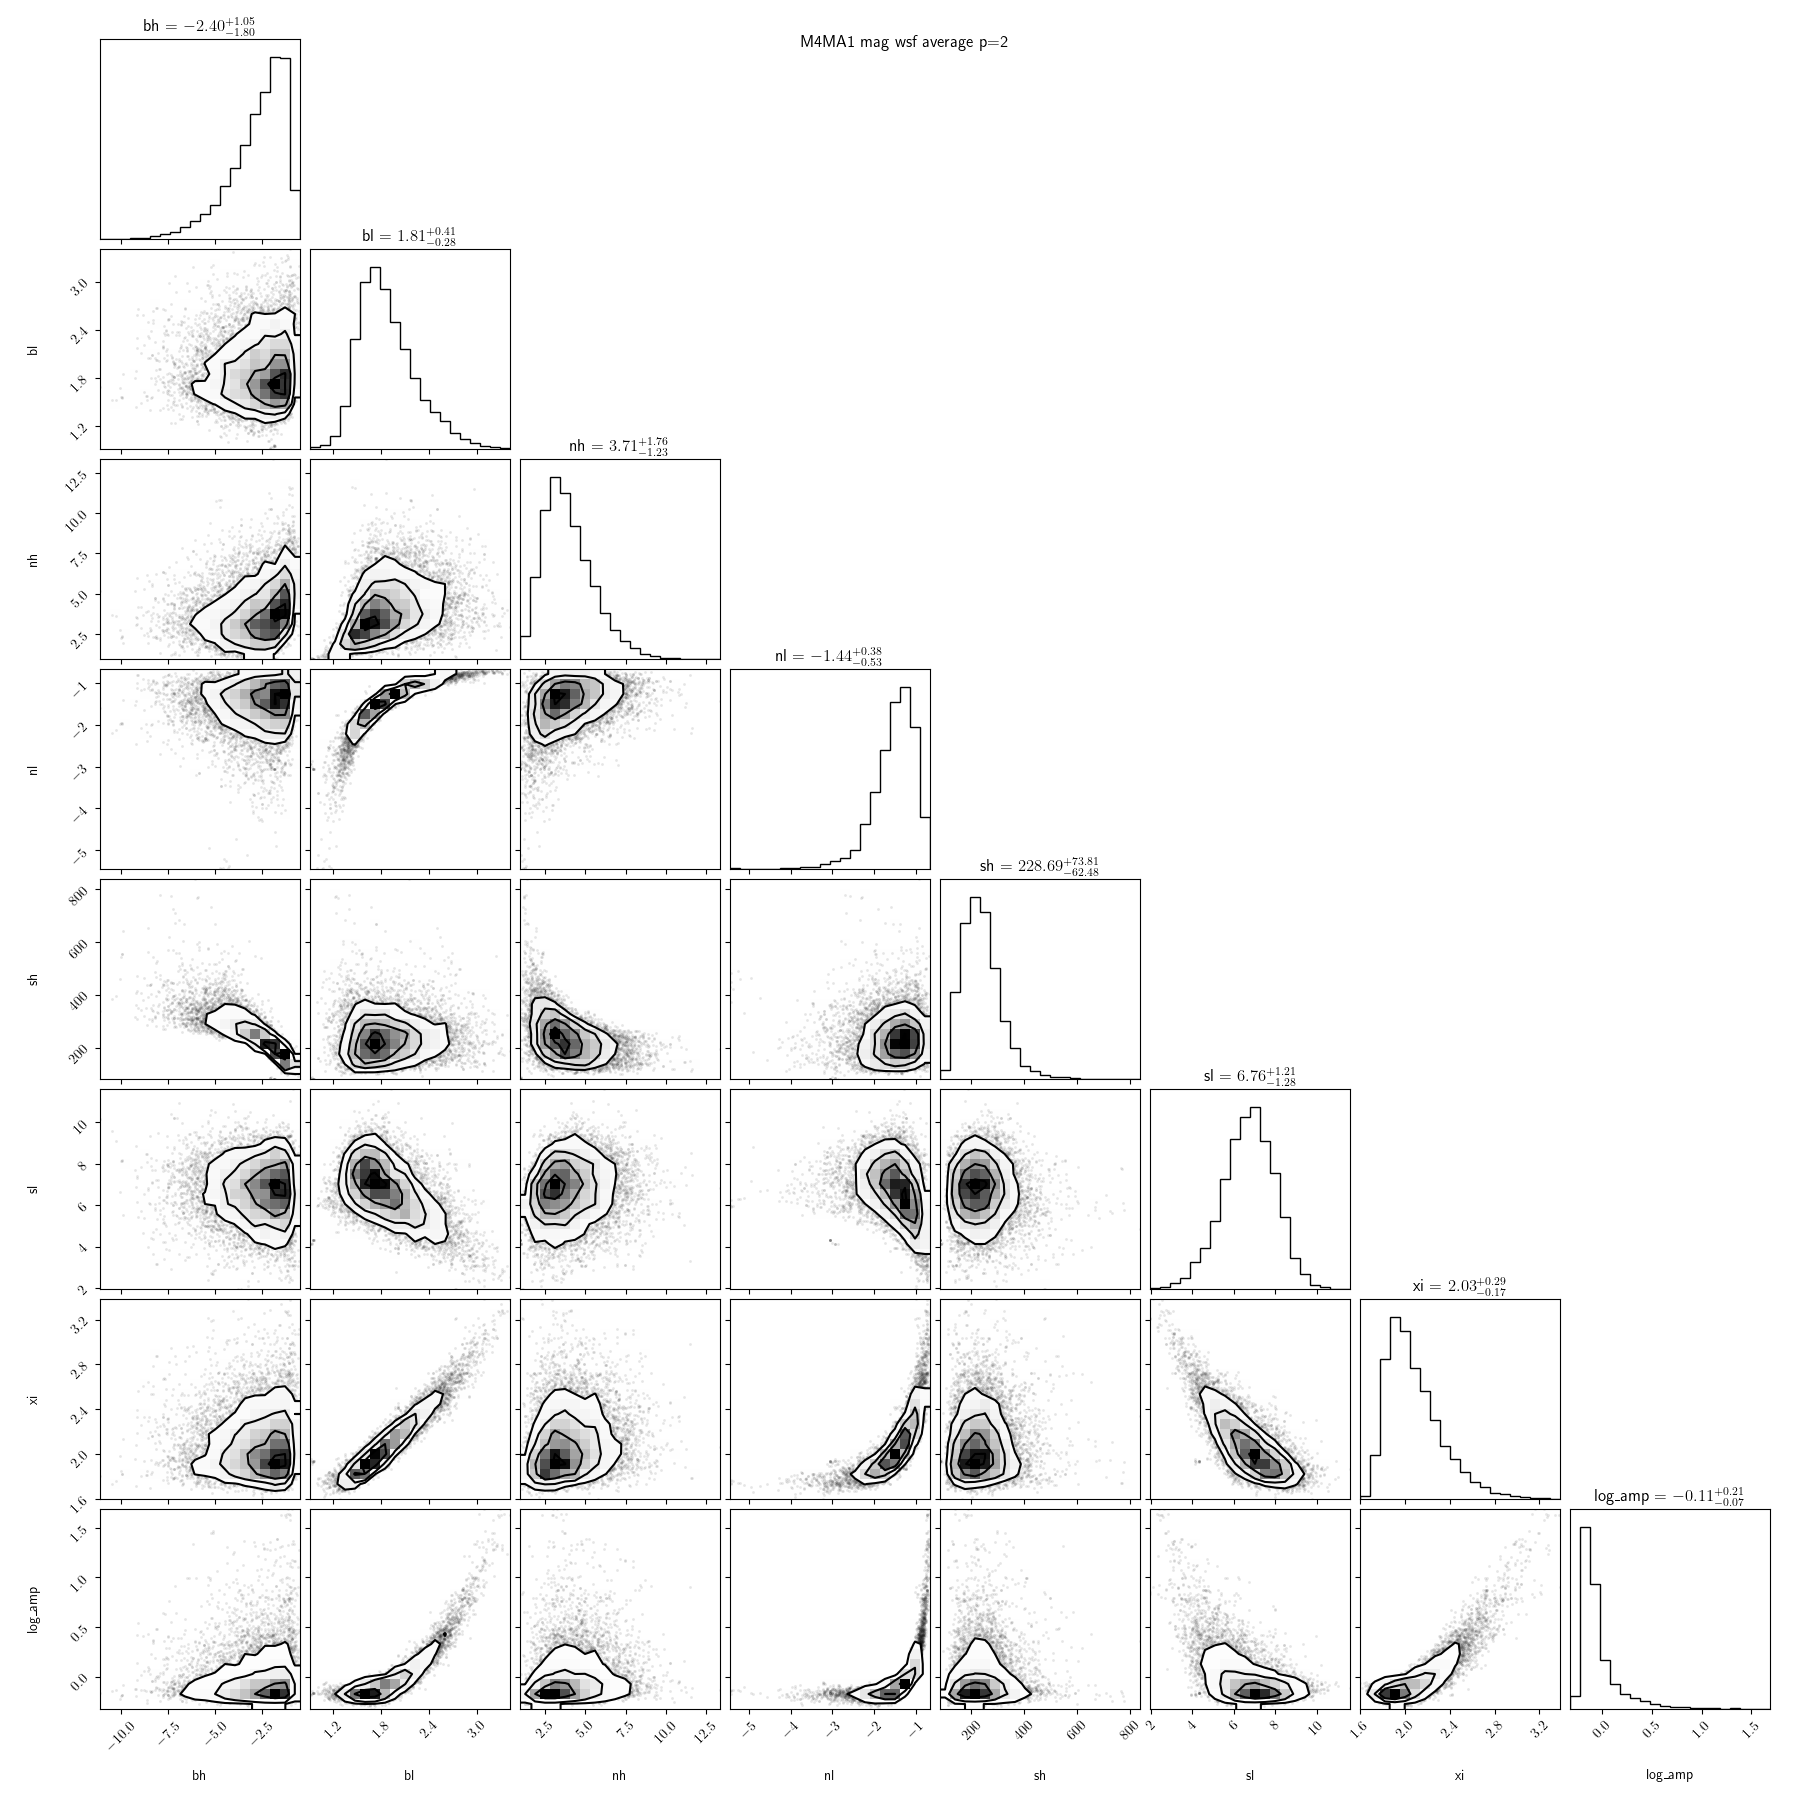 bh = −2.40^{+1.05}_{−1.80}
M4MA1 mag wsf average p=2
bl = 1.81^{+0.41}_{−0.28}
3.0
2.4
bl
1.8
1.2
nh = 3.71^{+1.76}_{−1.23}
12.5
10.0
nh
7.5
5.0
2.5
nl = −1.44^{+0.38}_{−0.53}
−1
−2
nl
−3
−4
−5
sh = 228.69^{+73.81}_{−62.48}
800
600
sh
400
200
sl = 6.76^{+1.21}_{−1.28}
10
8
sl
6
4
2
xi = 2.03^{+0.29}_{−0.17}
3.2
2.8
xi
2.4
2.0
1.6
log_amp = −0.11^{+0.21}_{−0.07}
1.5
1.0
log_amp
0.5
0.0
−10.0 −7.5 −5.0 −2.5 1.2 1.8 2.4 3.0 2.5 5.0 7.5 10.0 12.5 −5 −4 −3 −2 −1 200 400 600 800 2 4 6 8 10 1.6 2.0 2.4 2.8 3.2 0.0 0.5 1.0 1.5
bh bl nh nl sh sl xi log_amp